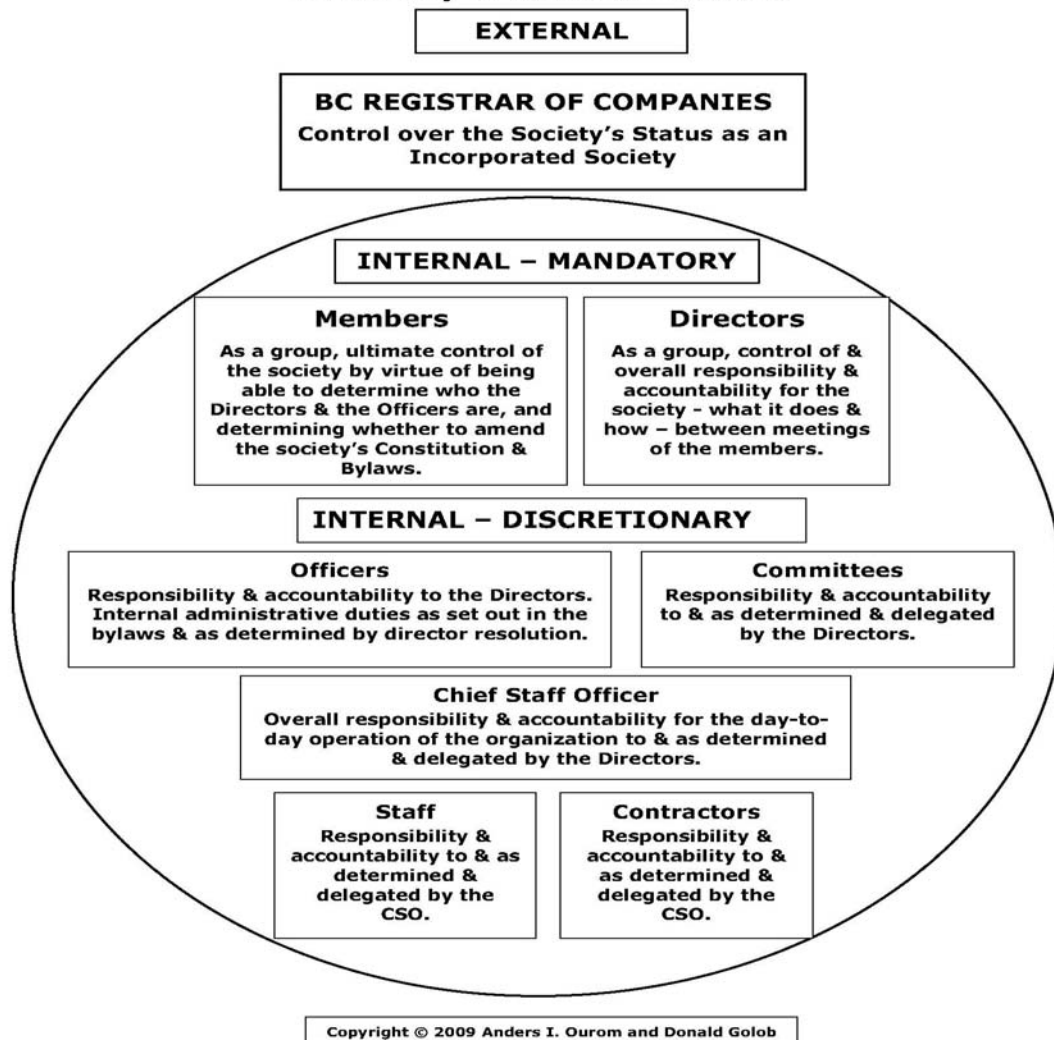 EXTERNAL
BC REGISTRAR OF COMPANIES
Control over the Society's Status as an
Incorporated Society
INTERNAL – MANDATORY
Members
As a group, ultimate control of
the society by virtue of being
able to determine who the
Directors & the Officers are, and
determining whether to amend
the society's Constitution &
Bylaws.
Directors
As a group, control of &
overall responsibility &
accountability for the
society - what it does &
how – between meetings
of the members.
INTERNAL – DISCRETIONARY
Officers
Responsibility & accountability to the Directors.
Internal administrative duties as set out in the
bylaws & as determined by director resolution.
Committees
Responsibility & accountability
to & as determined & delegated
by the Directors.
Chief Staff Officer
Overall responsibility & accountability for the day-to-
day operation of the organization to & as determined
& delegated by the Directors.
Staff
Responsibility &
accountability to & as
determined &
delegated by the
CSO.
Contractors
Responsibility &
accountability to &
as determined &
delegated by the
CSO.
Copyright © 2009 Anders I. Ourom and Donald Golob